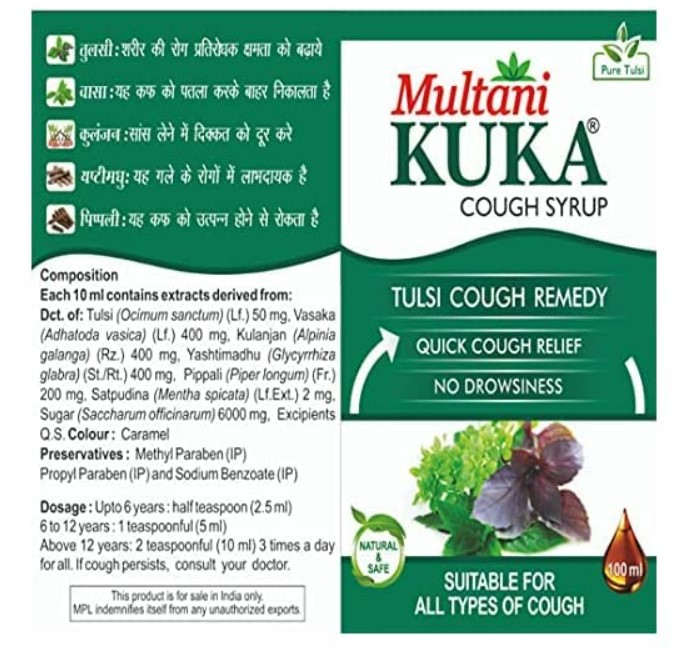 तुलसी : शरीर की रोग प्रतिरोधक क्षमता को बढ़ाये
वासा : यह कफ को पतला करके बाहर निकालता है
कुलंजन : सांस लेने में दिक्कत को दूर करे
यष्टीमधु : यह गले के रोगों में लाभदायक है
पिप्पली : यह कफ को उत्पन्न होने से रोकता है
Composition
Each 10 ml contains extracts derived from:
Dct. of: Tulsi (Ocimum sanctum) (Lf.) 50 mg, Vasaka
(Adhatoda vasica) (Lf.) 400 mg, Kulanjan (Alpinia
galanga) (Rz.) 400 mg, Yashtimadhu (Glycyrrhiza
glabra) (St./Rt.) 400 mg, Pippali (Piper longum) (Fr.)
200 mg, Satpudina (Mentha spicata) (Lf.Ext.) 2 mg,
Sugar (Saccharum officinarum) 6000 mg, Excipients
Q.S. Colour : Caramel
Preservatives : Methyl Paraben (IP)
Propyl Paraben (IP) and Sodium Benzoate (IP)
Dosage : Upto 6 years : half teaspoon (2.5 ml)
6 to 12 years : 1 teaspoonful (5 ml)
Above 12 years: 2 teaspoonful (10 ml) 3 times a day
for all. If cough persists, consult your doctor.
This product is for sale in India only.
MPL indemnifies itself from any unauthorized exports.
Pure Tulsi
Multani
KUKA®
COUGH SYRUP
TULSI COUGH REMEDY
QUICK COUGH RELIEF
NO DROWSINESS
NATURAL
&
SAFE
100 ml
SUITABLE FOR
ALL TYPES OF COUGH